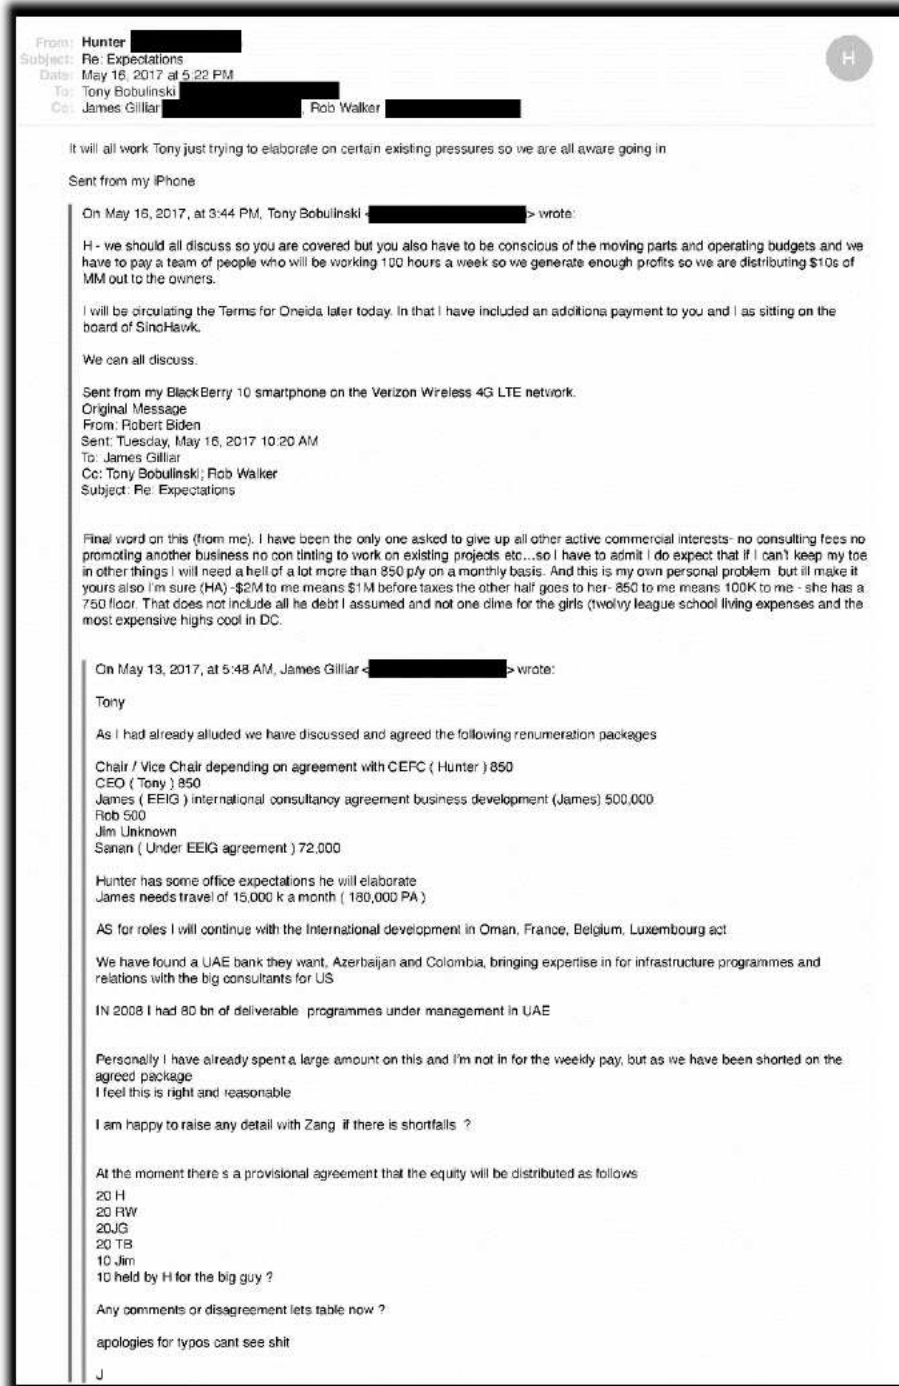 From: Hunter
Subject: Re: Expectations
Date: May 16, 2017 at 5:22 PM
To: Tony Bobulinski
Cc: James Gilliar , Rob Walker
H
It will all work Tony just trying to elaborate on certain existing pressures so we are all aware going in
Sent from my iPhone
On May 16, 2017, at 3:44 PM, Tony Bobulinski < > wrote:
H - we should all discuss so you are covered but you also have to be conscious of the moving parts and operating budgets and we
have to pay a team of people who will be working 100 hours a week so we generate enough profits so we are distributing $10s of
MM out to the owners.
I will be circulating the Terms for Oneida later today. In that I have included an additiona payment to you and I as sitting on the
board of SinoHawk.
We can all discuss.
Sent from my BlackBerry 10 smartphone on the Verizon Wireless 4G LTE network.
Original Message
From: Robert Biden
Sent: Tuesday, May 16, 2017 10:20 AM
To: James Gilliar
Cc: Tony Bobulinski; Rob Walker
Subject: Re: Expectations
Final word on this (from me). I have been the only one asked to give up all other active commercial interests- no consulting fees no
promoting another business no con tinting to work on existing projects etc...so I have to admit I do expect that if I can't keep my toe
in other things I will need a hell of a lot more than 850 p/y on a monthly basis. And this is my own personal problem but ill make it
yours also I'm sure (HA) -$2M to me means $1M before taxes the other half goes to her- 850 to me means 100K to me - she has a
750 floor. That does not include all he debt I assumed and not one dime for the girls (twoIvy league school living expenses and the
most expensive highs cool in DC.
On May 13, 2017, at 5:48 AM, James Gilliar < > wrote:
Tony
As I had already alluded we have discussed and agreed the following renumeration packages
Chair / Vice Chair depending on agreement with CEFC ( Hunter ) 850
CEO ( Tony ) 850
James ( EEIG ) international consultancy agreement business development (James) 500,000
Rob 500
Jim Unknown
Sanan ( Under EEIG agreement ) 72,000
Hunter has some office expectations he will elaborate
James needs travel of 15,000 k a month ( 180,000 PA )
AS for roles I will continue with the International development in Oman, France, Belgium, Luxembourg act
We have found a UAE bank they want, Azerbaijan and Colombia, bringing expertise in for infrastructure programmes and
relations with the big consultants for US
IN 2008 I had 80 bn of deliverable programmes under management in UAE
Personally I have already spent a large amount on this and I'm not in for the weekly pay, but as we have been shorted on the
agreed package
I feel this is right and reasonable
I am happy to raise any detail with Zang if there is shortfalls ?
At the moment there s a provisional agreement that the equity will be distributed as follows
20 H
20 RW
20JG
20 TB
10 Jim
10 held by H for the big guy ?
Any comments or disagreement lets table now ?
apologies for typos cant see shit
J